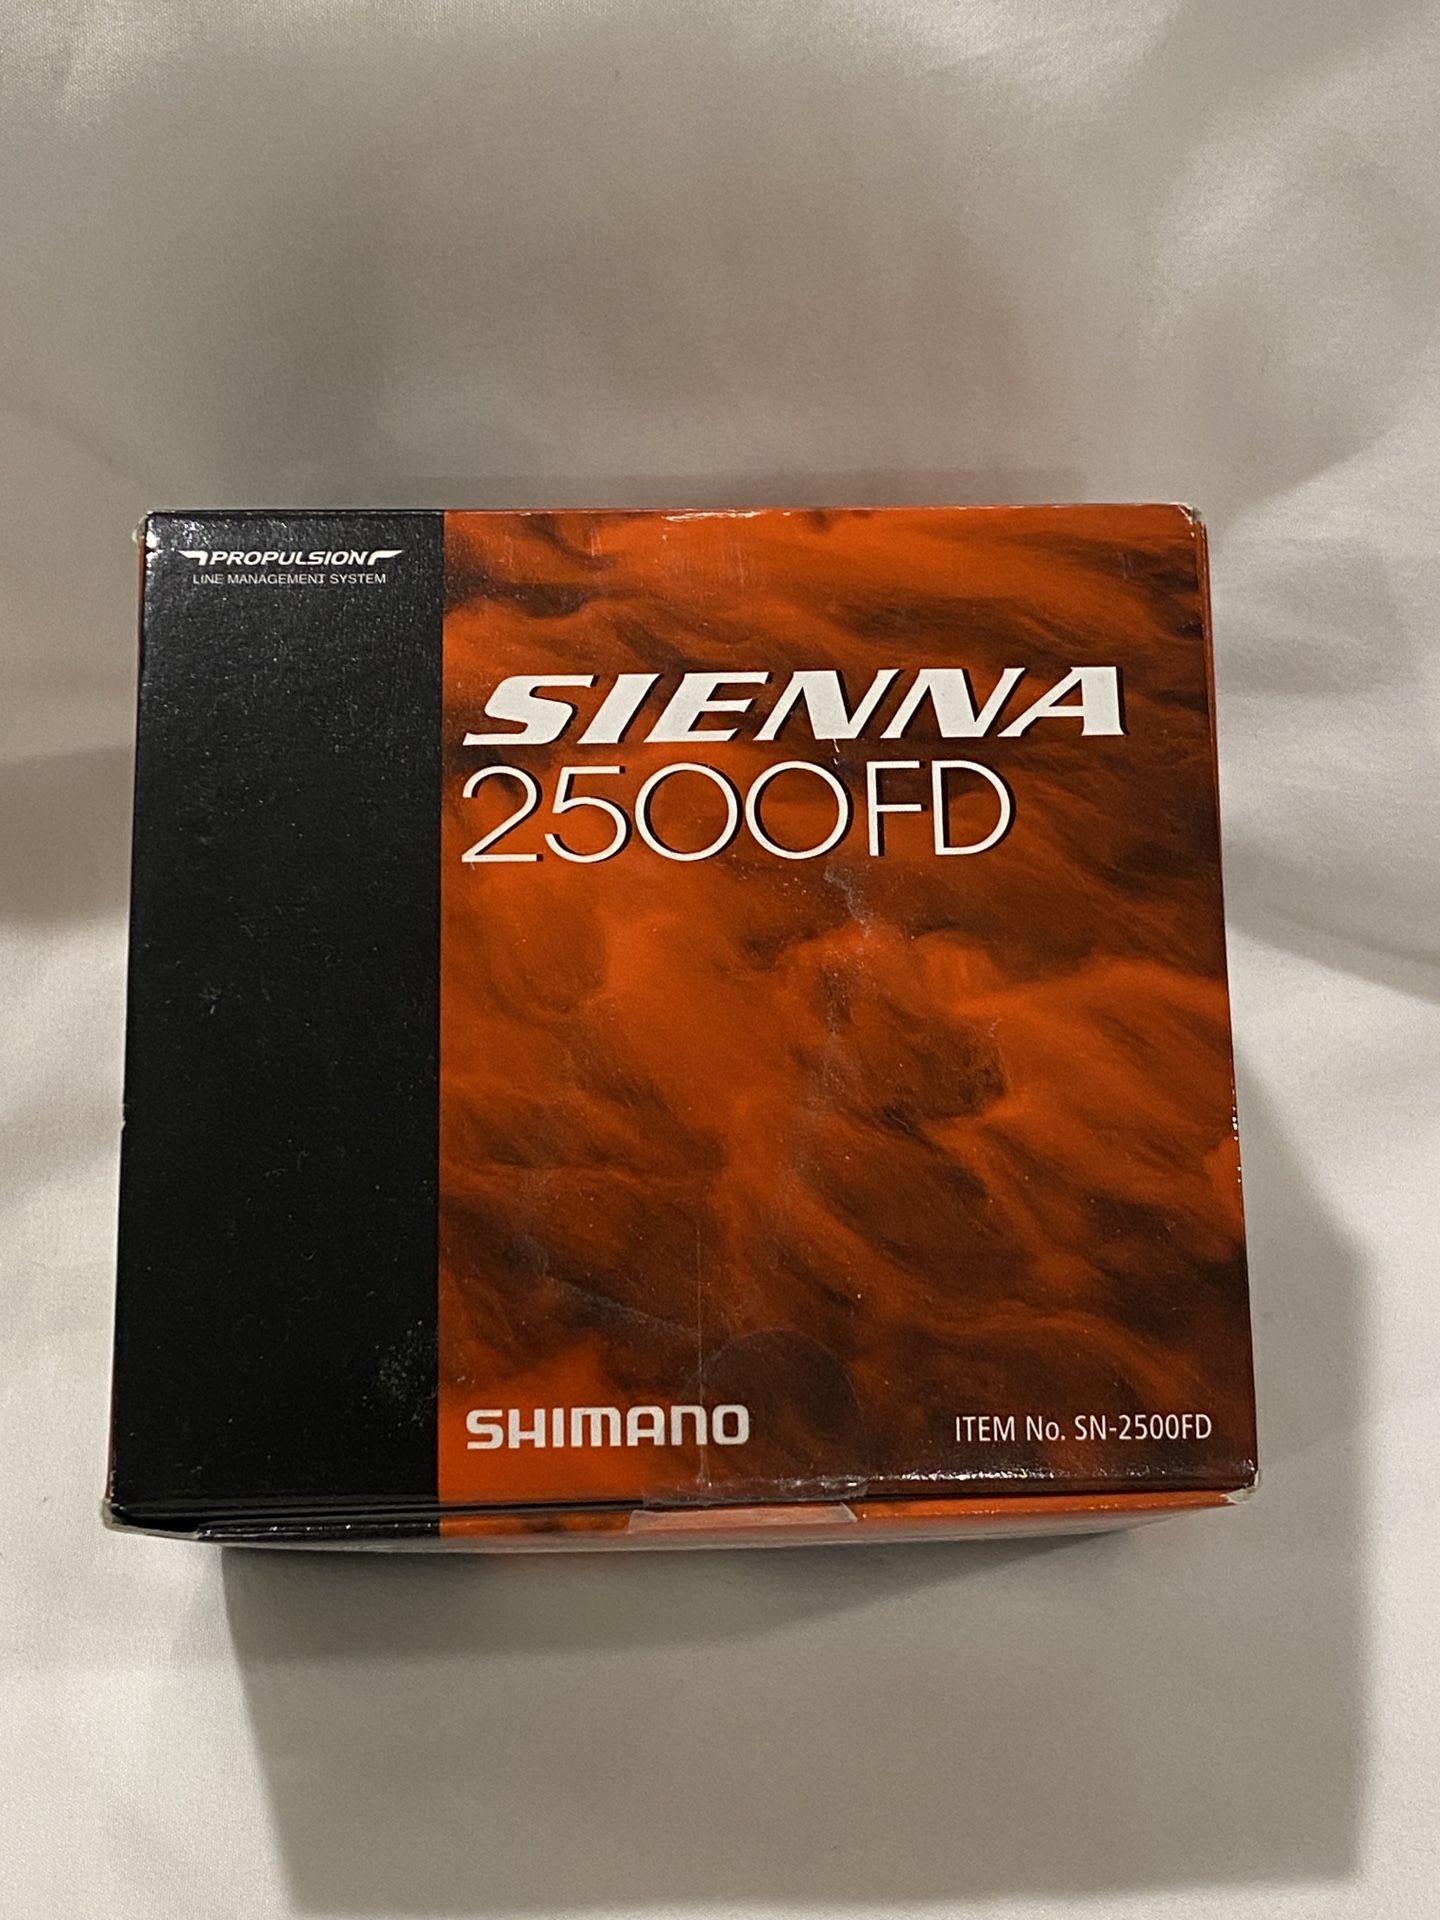 PROPULSION
LINE MANAGEMENT SYSTEM
SIENNA
2500FD
SHIMANO
ITEM No. SN-2500FD